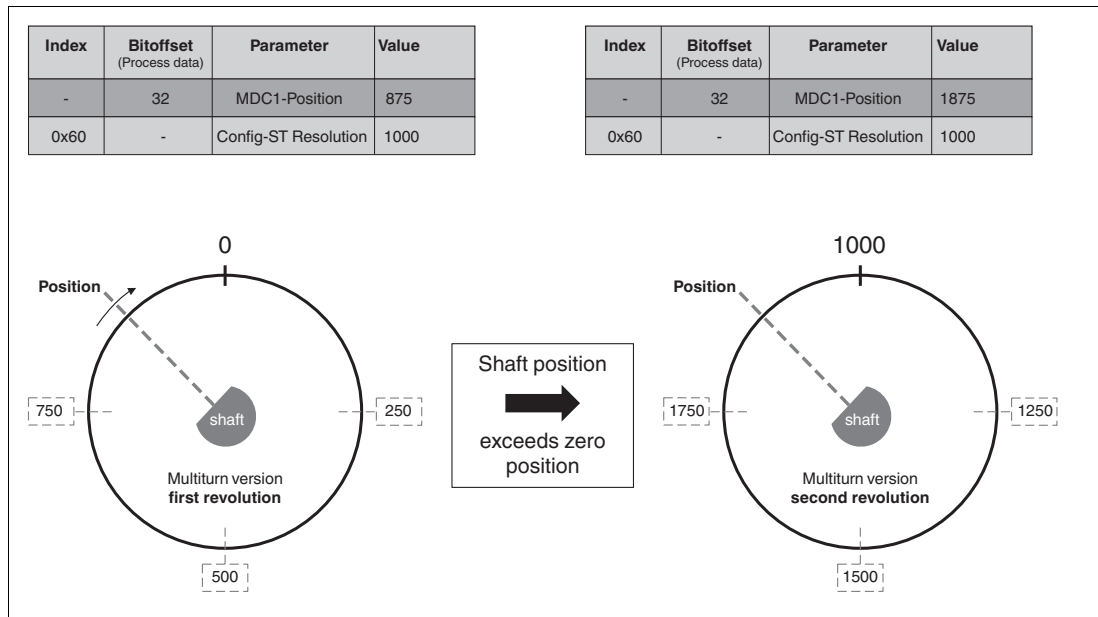 Index Bitoffset (Process data) Parameter Value
- 32 MDC1-Position 875
0x60 - Config-ST Resolution 1000
Index Bitoffset (Process data) Parameter Value
- 32 MDC1-Position 1875
0x60 - Config-ST Resolution 1000
0
Position
750
250
shaft
Multiturn version
first revolution
500
Shaft position
exceeds zero
position
1000
Position
1750
1250
shaft
Multiturn version
second revolution
1500